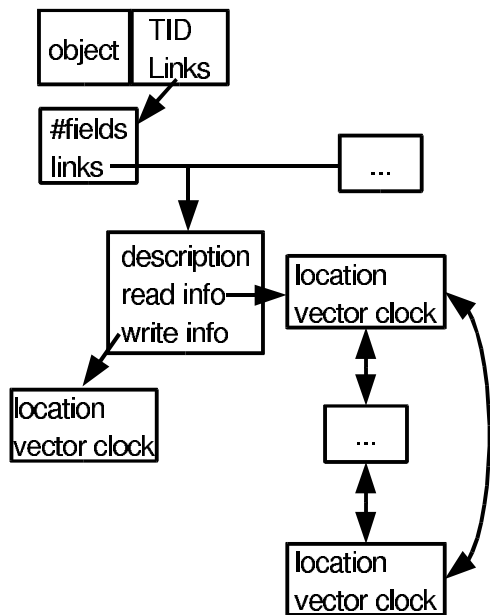 object
TID
Links
#fields
links
...
description
read info
write info
location
vector clock
location
vector clock
...
location
vector clock